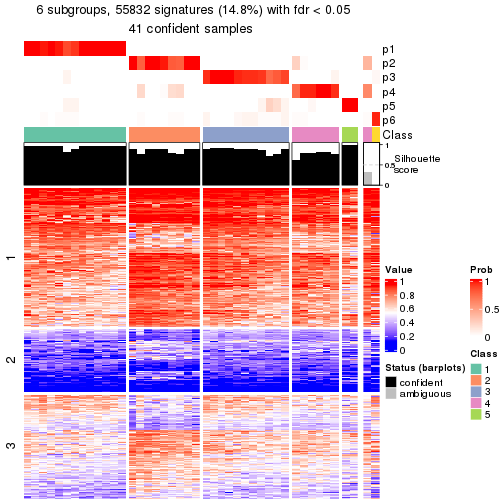 6 subgroups, 55832 signatures (14.8%) with fdr < 0.05
41 confident samples
p1
p2
p3
p4
p5
p6
Class
1
0.5
0
Silhouette
score
1
2
3
Value
1
0.8
0.6
0.4
0.2
0
Prob
1
0.5
0
Status (barplots)
confident
ambiguous
Class
1
2
3
4
5